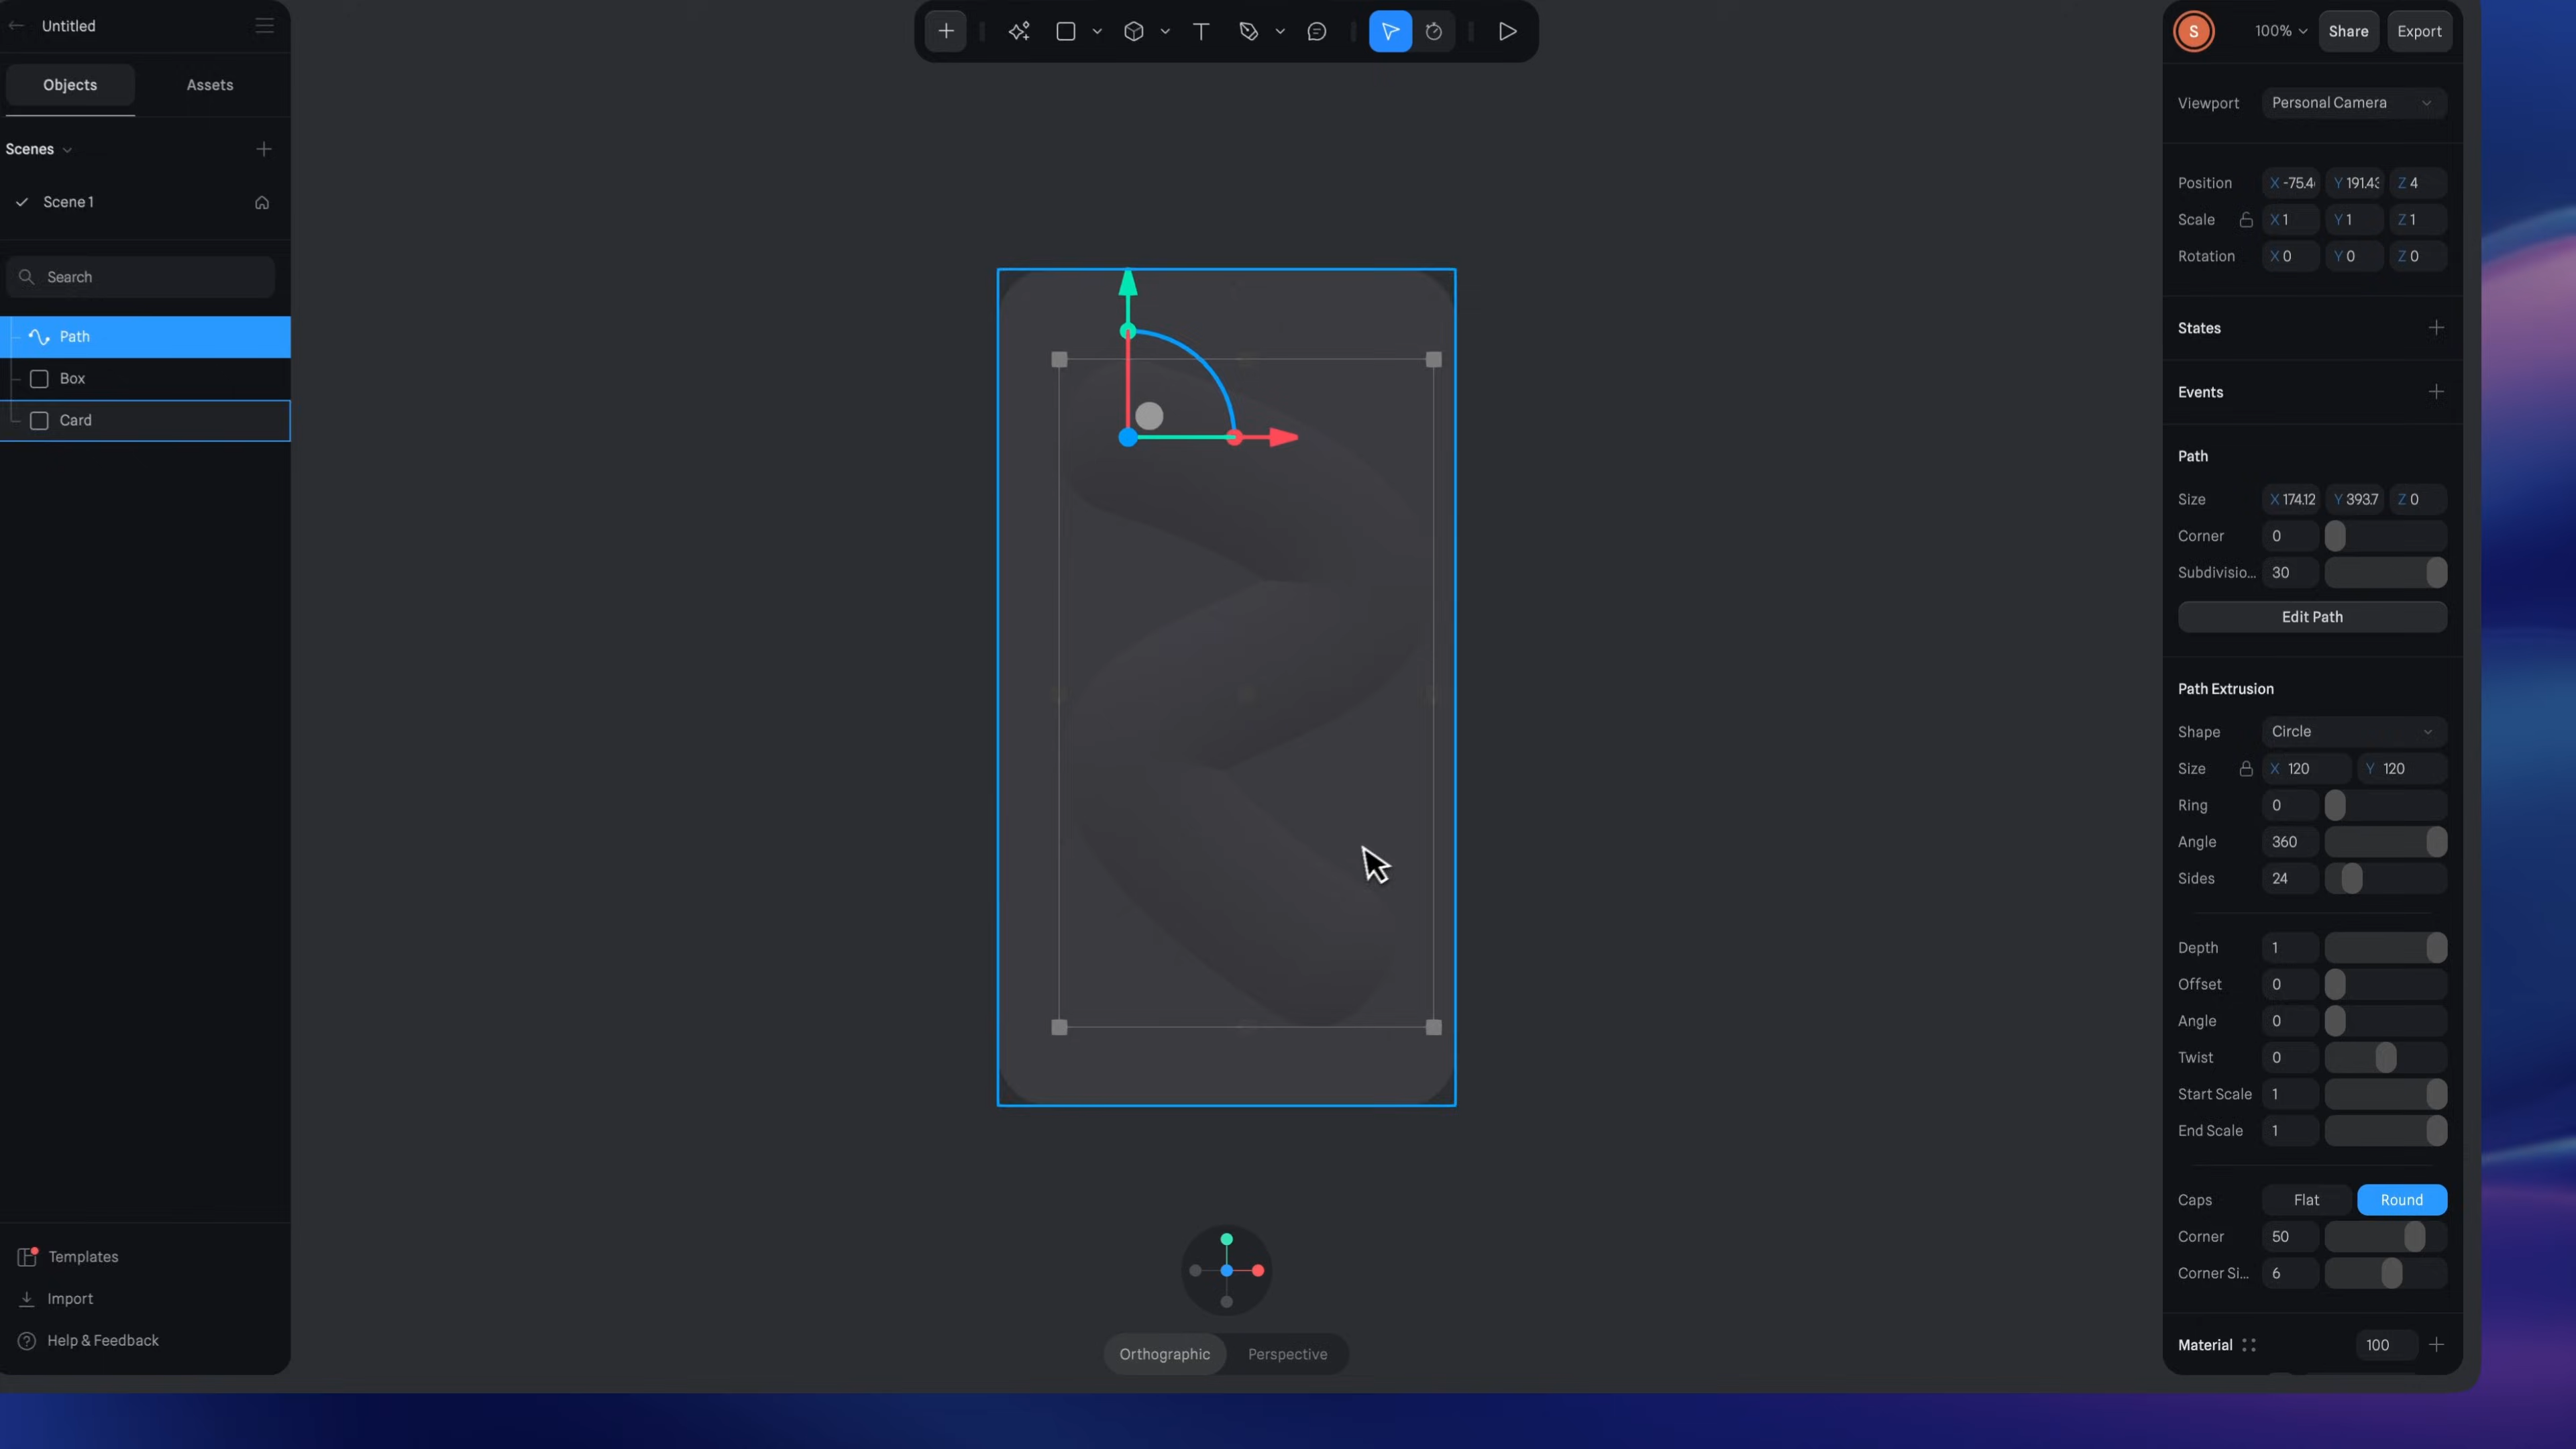 Untitled
Objects
Assets
Scenes
Scene 1
Search
Path
Box
Card
Templates
Import
Help & Feedback
Orthographic
Perspective
S
100%
Share
Export
Viewport
Personal Camera
Position X -75.4 Y 191.43 Z 4
Scale X 1 Y 1 Z 1
Rotation X 0 Y 0 Z 0
States
Events
Path
Size X 174.12 Y 393.7 Z 0
Corner 0
Subdivisio... 30
Edit Path
Path Extrusion
Shape Circle
Size X 120 Y 120
Ring 0
Angle 360
Sides 24
Depth 1
Offset 0
Angle 0
Twist 0
Start Scale 1
End Scale 1
Caps Flat Round
Corner 50
Corner Si... 6
Material 100